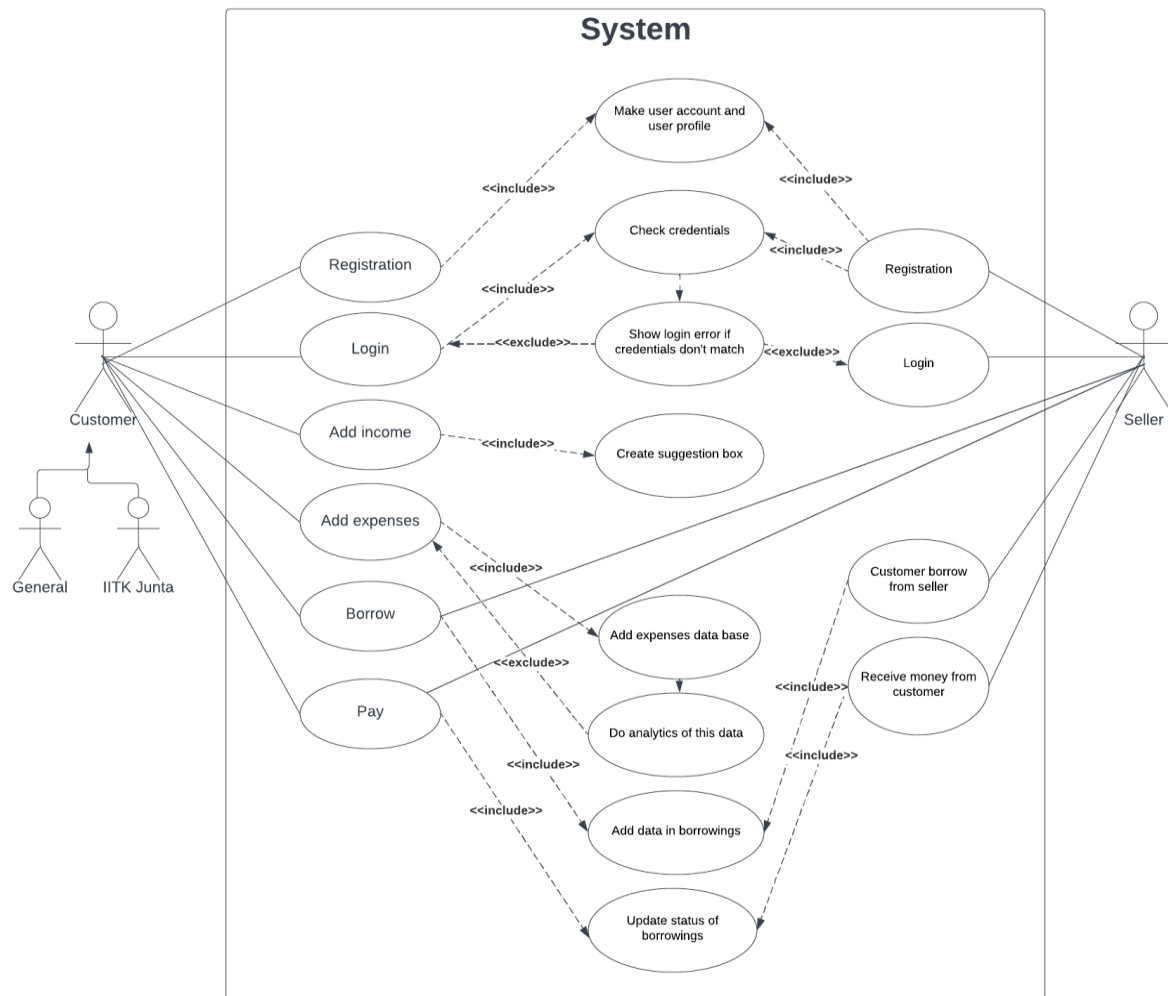 System
Make user account and
user profile
<<include>>
<<include>>
Check credentials
<<include>>
Registration
Registration
<<include>>
Login
<<exclude>>
Show login error if
credentials don't match
<<exclude>>
Login
Customer
Seller
Add income
<<include>>
Create suggestion box
Add expenses
<<include>>
General
IITK Junta
Customer borrow
from seller
Borrow
Add expenses data base
<<exclude>>
<<include>>
Receive money from
customer
Pay
Do analytics of this data
<<include>>
<<include>>
<<include>>
Add data in borrowings
Update status of
borrowings